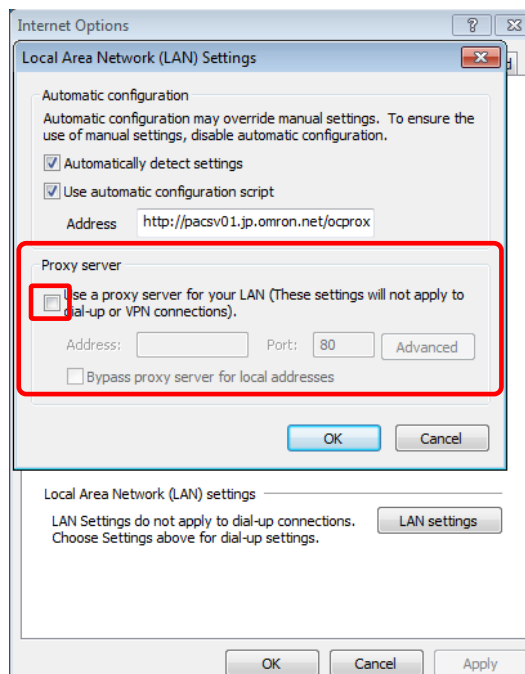 Internet Options
Local Area Network (LAN) Settings
Automatic configuration
Automatic configuration may override manual settings. To ensure the
use of manual settings, disable automatic configuration.
Automatically detect settings
Use automatic configuration script
Address http://pacsv01.jp.omron.net/ocprox
Proxy server
Use a proxy server for your LAN (These settings will not apply to
dial-up or VPN connections).
Address: Port: 80 Advanced
Bypass proxy server for local addresses
OK Cancel
Local Area Network (LAN) settings
LAN Settings do not apply to dial-up connections. LAN settings
Choose Settings above for dial-up settings.
OK Cancel Apply